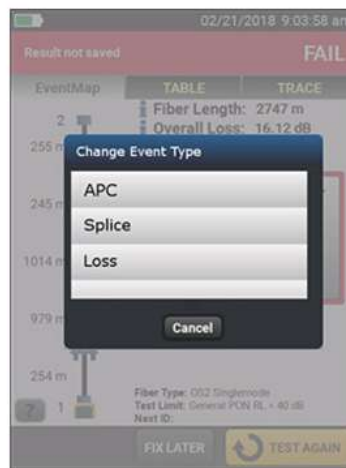 02/21/2018 9:03:58 am
Result not saved
FAIL
EventMap TABLE TRACE
Fiber Length: 2747 m
Overall Loss: 16.12 dB
2
255 m
Change Event Type
APC
Splice
Loss
245 m
1014 m
979 m
Cancel
254 m
1
Fiber Type: OS2 Singlemode
Test Limit: General PON RL = 40 dB
Next ID:
?
FIX LATER
TEST AGAIN